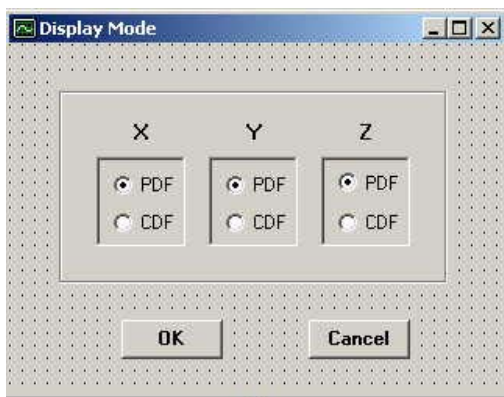 Display Mode
X Y Z
PDF PDF PDF
CDF CDF CDF
OK Cancel